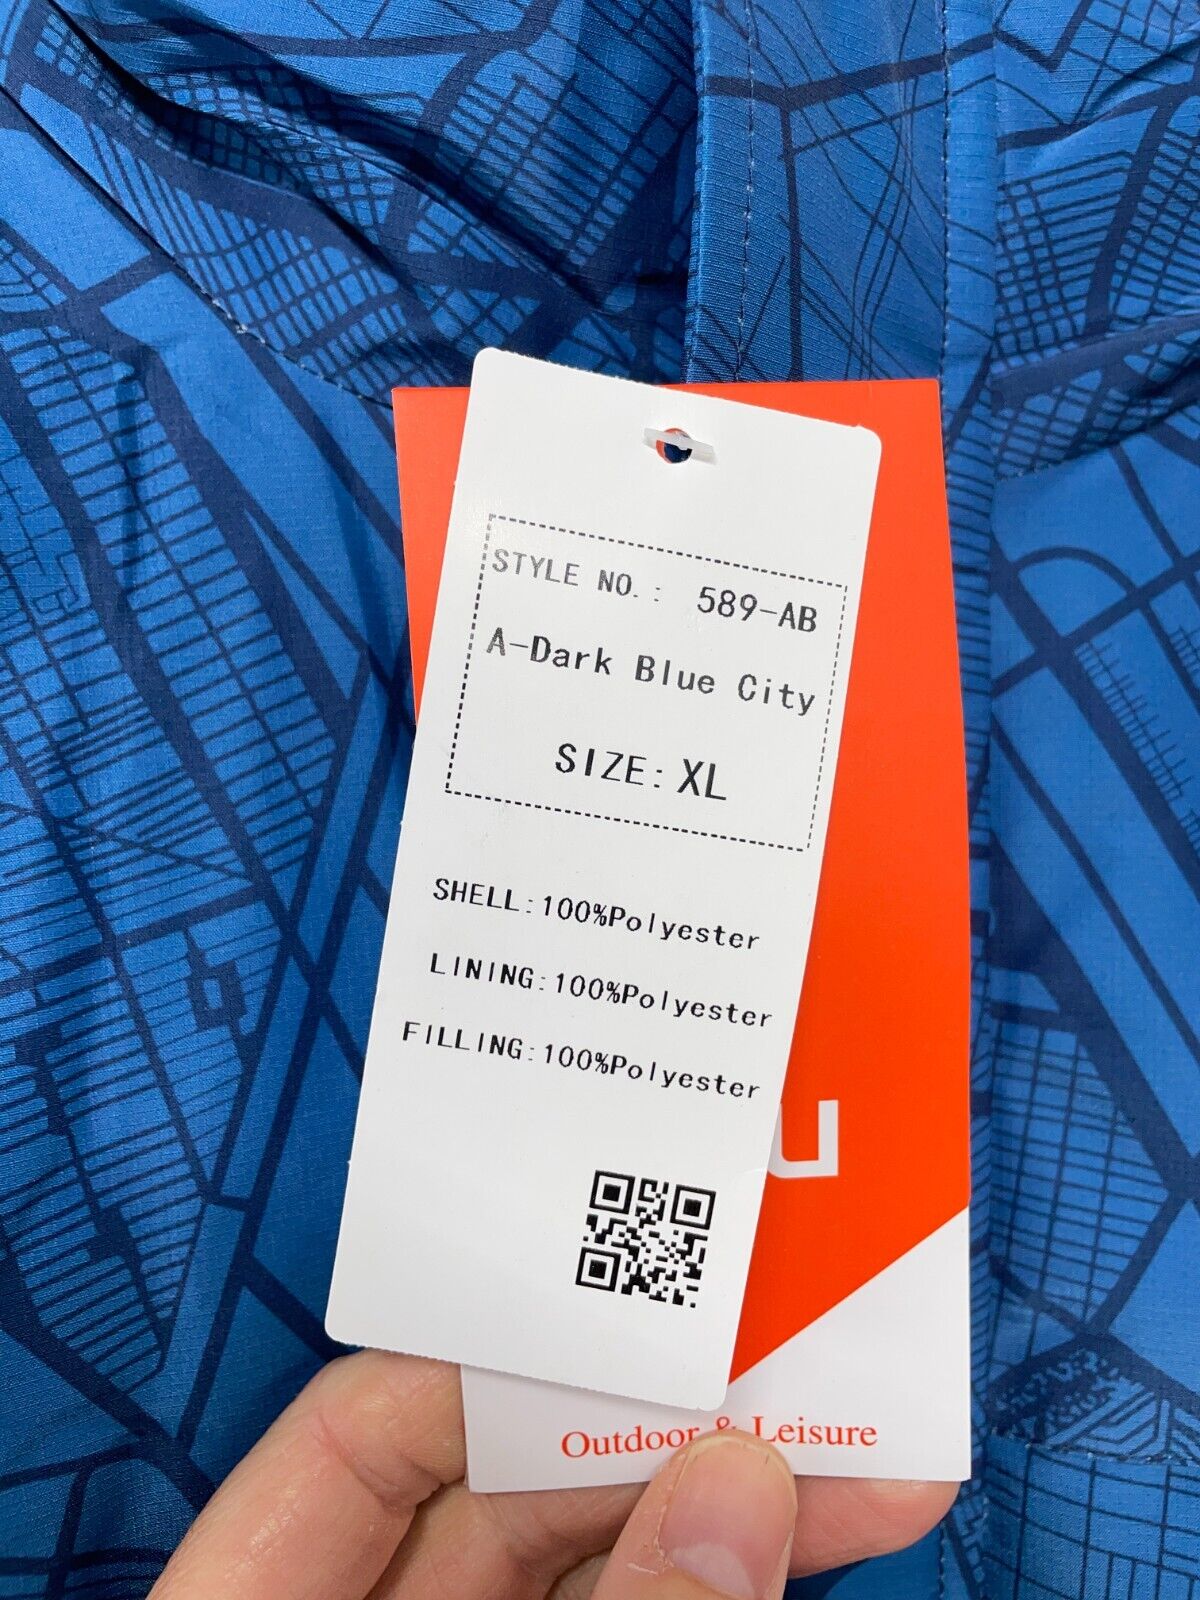 STYLE NO.: 589-AB
A-Dark Blue City
SIZE: XL
SHELL:100%Polyester
LINING:100%Polyester
FILLING:100%Polyester
u
Outdoor & Leisure